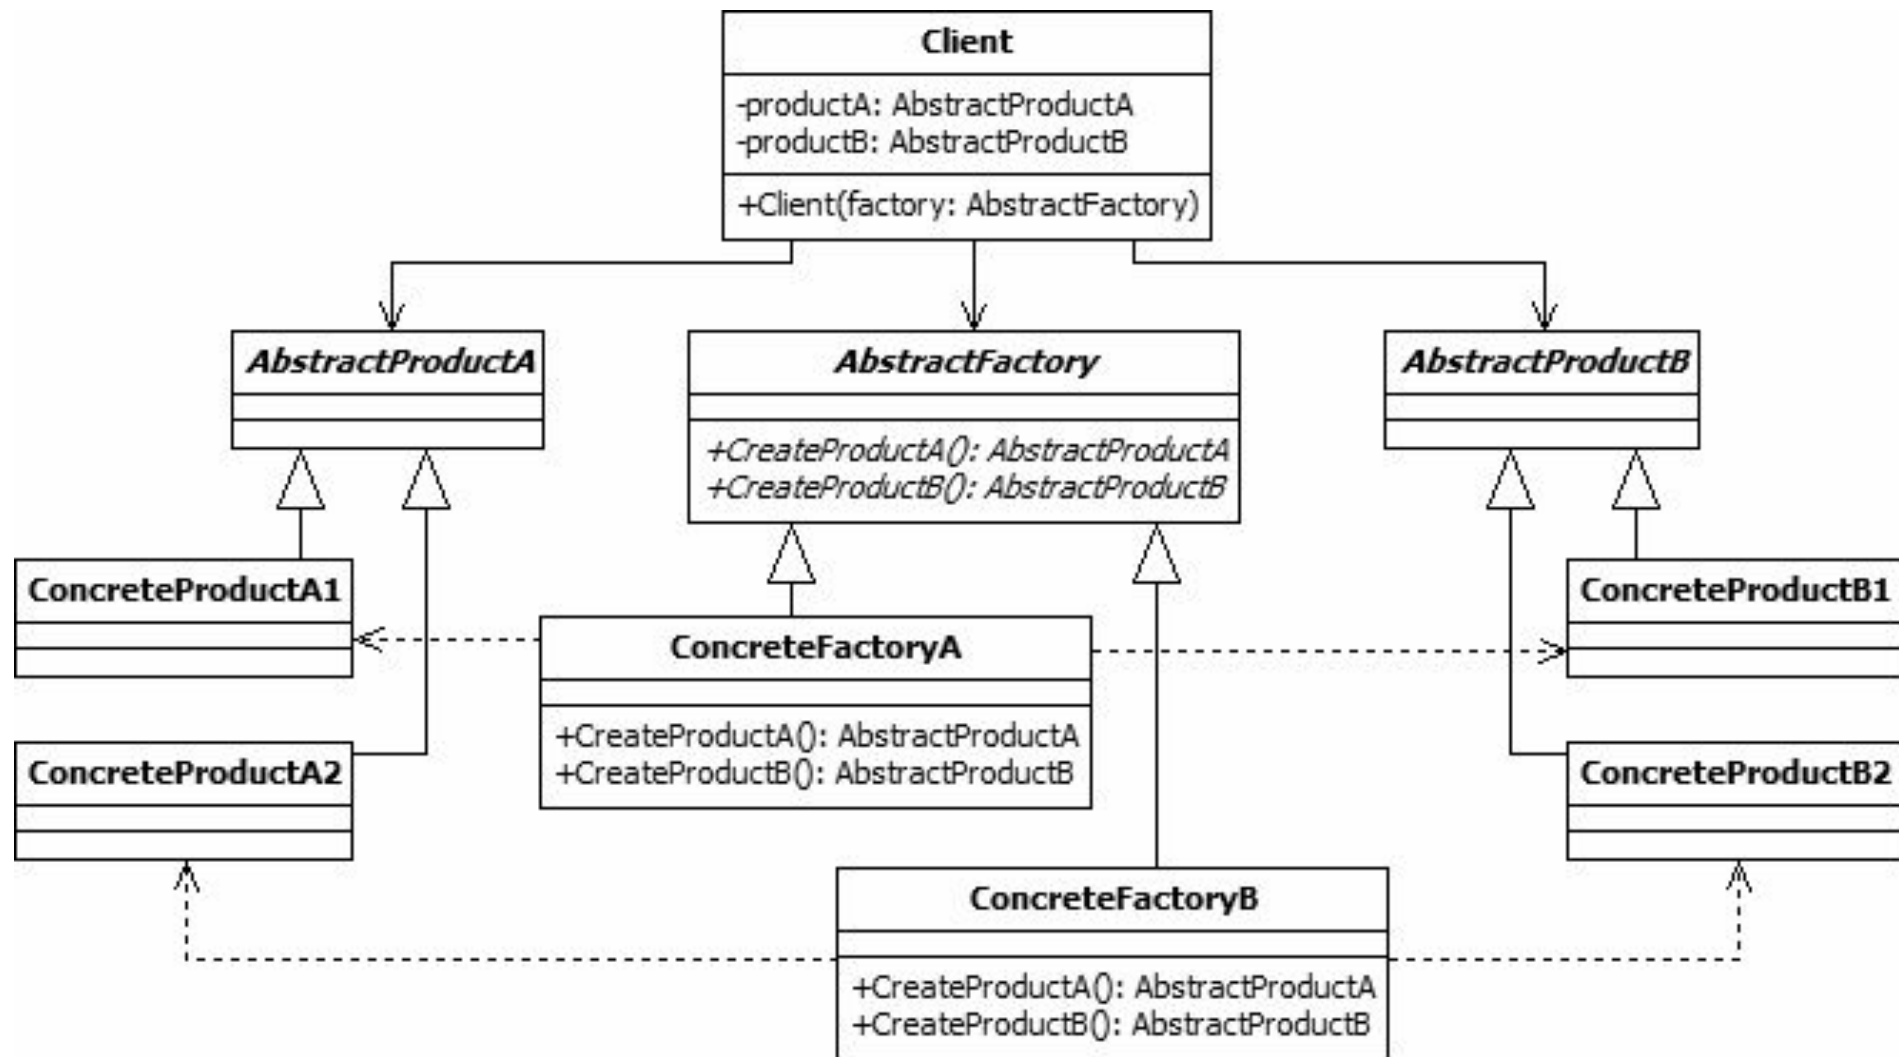 Client
-productA: AbstractProductA
-productB: AbstractProductB
+Client(factory: AbstractFactory)
AbstractProductA
AbstractFactory
+CreateProductA(): AbstractProductA
+CreateProductB(): AbstractProductB
AbstractProductB
ConcreteProductA1
ConcreteFactoryA
+CreateProductA(): AbstractProductA
+CreateProductB(): AbstractProductB
ConcreteProductB1
ConcreteProductA2
ConcreteProductB2
ConcreteFactoryB
+CreateProductA(): AbstractProductA
+CreateProductB(): AbstractProductB